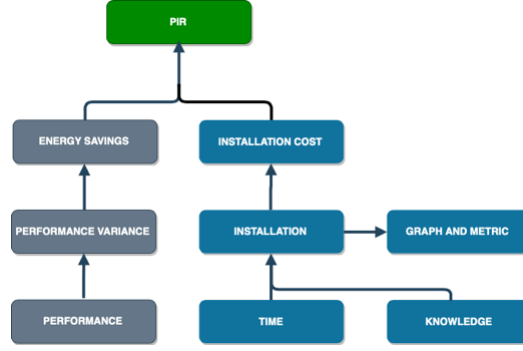 PIR
ENERGY SAVINGS
INSTALLATION COST
PERFORMANCE VARIANCE
INSTALLATION
GRAPH AND METRIC
PERFORMANCE
TIME
KNOWLEDGE